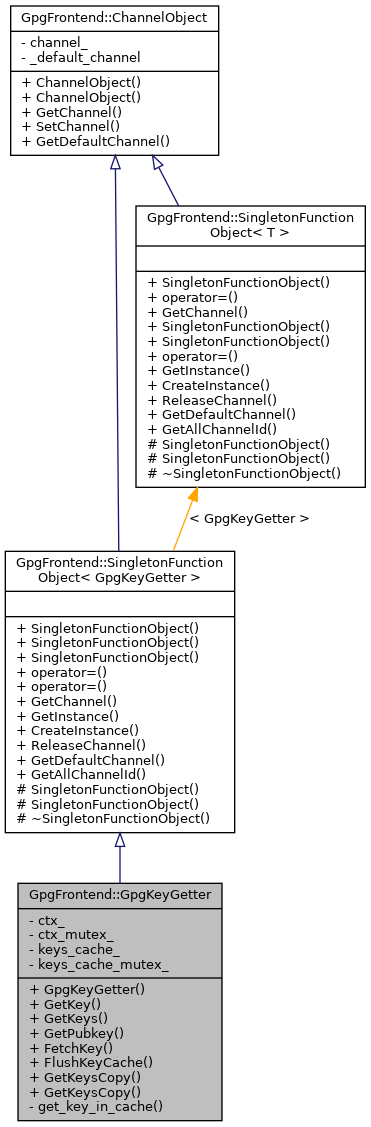 GpgFrontend::ChannelObject
- channel_
- _default_channel
+ ChannelObject()
+ ChannelObject()
+ GetChannel()
+ SetChannel()
+ GetDefaultChannel()
GpgFrontend::SingletonFunction
Object< T >
+ SingletonFunctionObject()
+ operator=()
+ GetChannel()
+ SingletonFunctionObject()
+ SingletonFunctionObject()
+ operator=()
+ GetInstance()
+ CreateInstance()
+ ReleaseChannel()
+ GetDefaultChannel()
+ GetAllChannelId()
# SingletonFunctionObject()
# SingletonFunctionObject()
# ~SingletonFunctionObject()
< GpgKeyGetter >
GpgFrontend::SingletonFunction
Object< GpgKeyGetter >
+ SingletonFunctionObject()
+ SingletonFunctionObject()
+ SingletonFunctionObject()
+ operator=()
+ operator=()
+ GetChannel()
+ GetInstance()
+ CreateInstance()
+ ReleaseChannel()
+ GetDefaultChannel()
+ GetAllChannelId()
# SingletonFunctionObject()
# SingletonFunctionObject()
# ~SingletonFunctionObject()
GpgFrontend::GpgKeyGetter
- ctx_
- ctx_mutex_
- keys_cache_
- keys_cache_mutex_
+ GpgKeyGetter()
+ GetKey()
+ GetKeys()
+ GetPubkey()
+ FetchKey()
+ FlushKeyCache()
+ GetKeysCopy()
+ GetKeysCopy()
- get_key_in_cache()